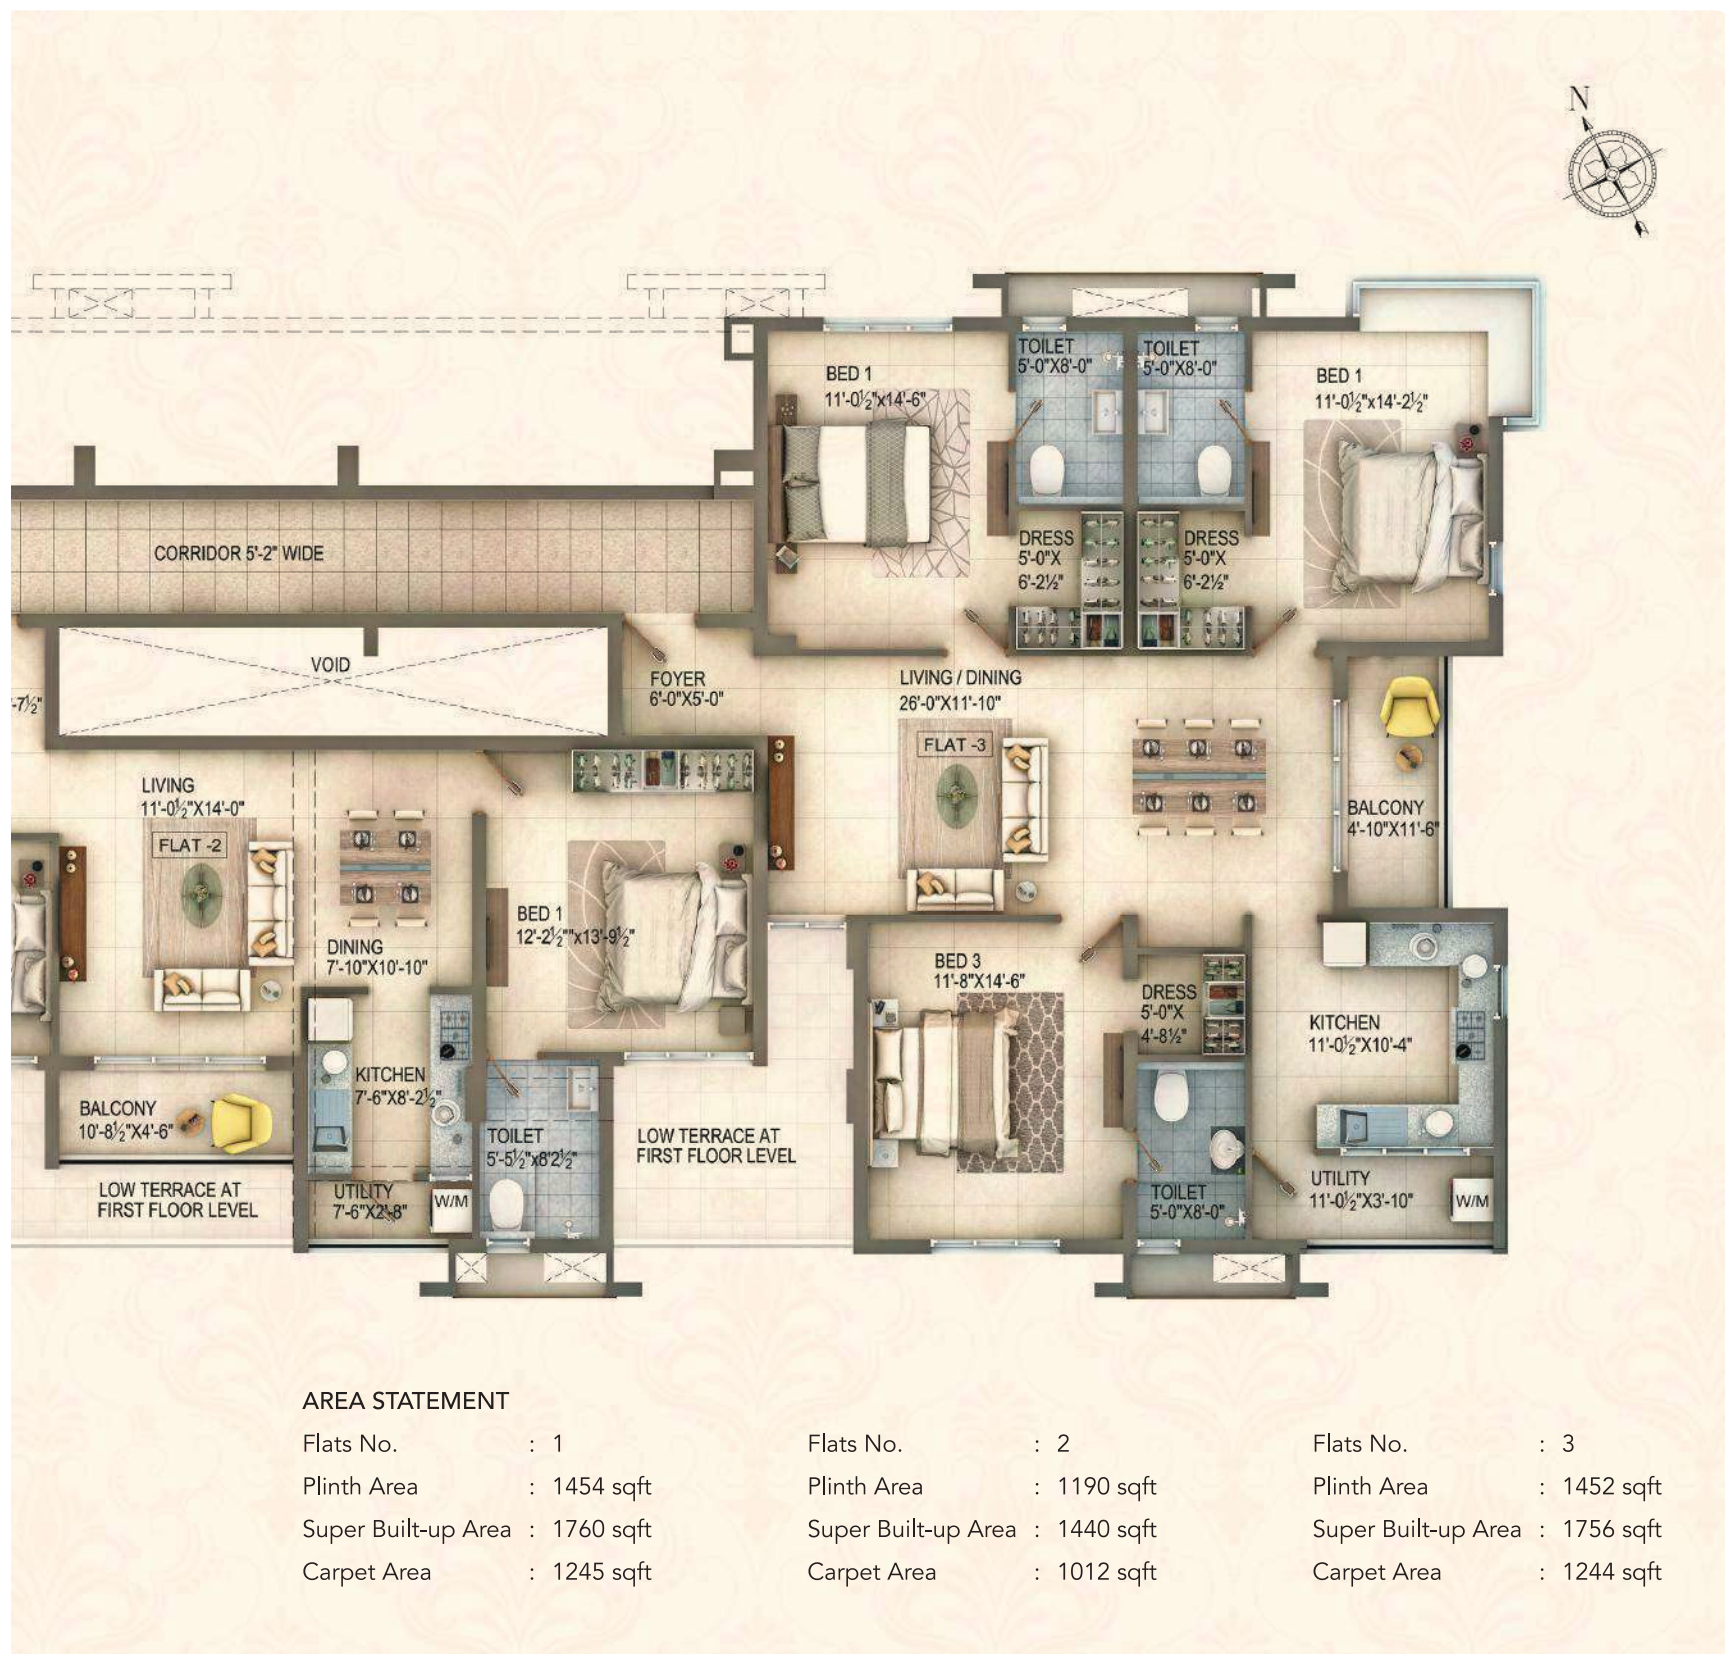 N
TOILET
5'-0"X8'-0"
TOILET
5'-0"X8'-0"
BED 1
11'-0½"x14'-6"
BED 1
11'-0½"x14'-2½"
CORRIDOR 5'-2" WIDE
DRESS
5'-0"X
6'-2½"
DRESS
5'-0"X
6'-2½"
VOID
FOYER
6'-0"X5'-0"
LIVING / DINING
26'-0"X11'-10"
-7½"
FLAT -3
LIVING
11'-0½"X14'-0"
FLAT -2
BALCONY
4'-10"X11'-6"
BED 1
12'-2½""x13'-9½"
DINING
7'-10"X10'-10"
BED 3
11'-8"X14'-6"
DRESS
5'-0"X
4'-8½"
KITCHEN
11'-0½"X10'-4"
KITCHEN
7'-6"X8'-2½"
BALCONY
10'-8½"X4'-6"
TOILET
5'-5½"x8'2½"
LOW TERRACE AT
FIRST FLOOR LEVEL
LOW TERRACE AT
FIRST FLOOR LEVEL
UTILITY
7'-6"X2'-8"
W/M
TOILET
5'-0"X8'-0"
UTILITY
11'-0½"X3'-10"
W/M
AREA STATEMENT
Flats No. : 1
Plinth Area : 1454 sqft
Super Built-up Area : 1760 sqft
Carpet Area : 1245 sqft
Flats No. : 2
Plinth Area : 1190 sqft
Super Built-up Area : 1440 sqft
Carpet Area : 1012 sqft
Flats No. : 3
Plinth Area : 1452 sqft
Super Built-up Area : 1756 sqft
Carpet Area : 1244 sqft